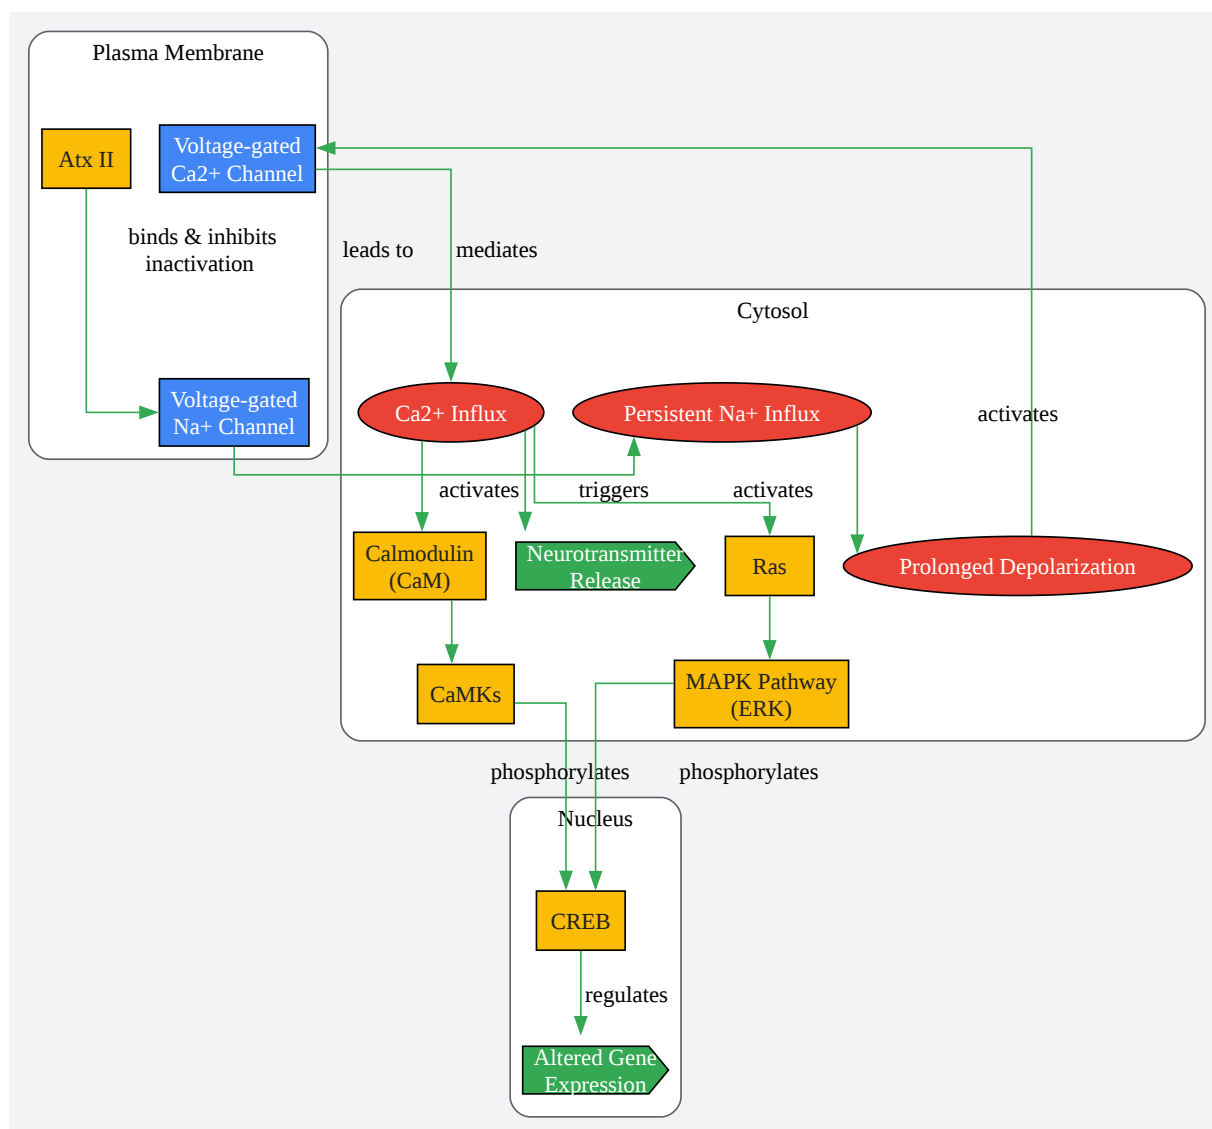 Plasma Membrane
Atx II
Voltage-gated
Ca2+ Channel
binds & inhibits
inactivation
leads to
mediates
Cytosol
Voltage-gated
Na+ Channel
Ca2+ Influx
Persistent Na+ Influx
activates
activates
triggers
activates
Calmodulin
(CaM)
Neurotransmitter
Release
Ras
Prolonged Depolarization
CaMKs
MAPK Pathway
(ERK)
phosphorylates
phosphorylates
Nucleus
CREB
regulates
Altered Gene
Expression